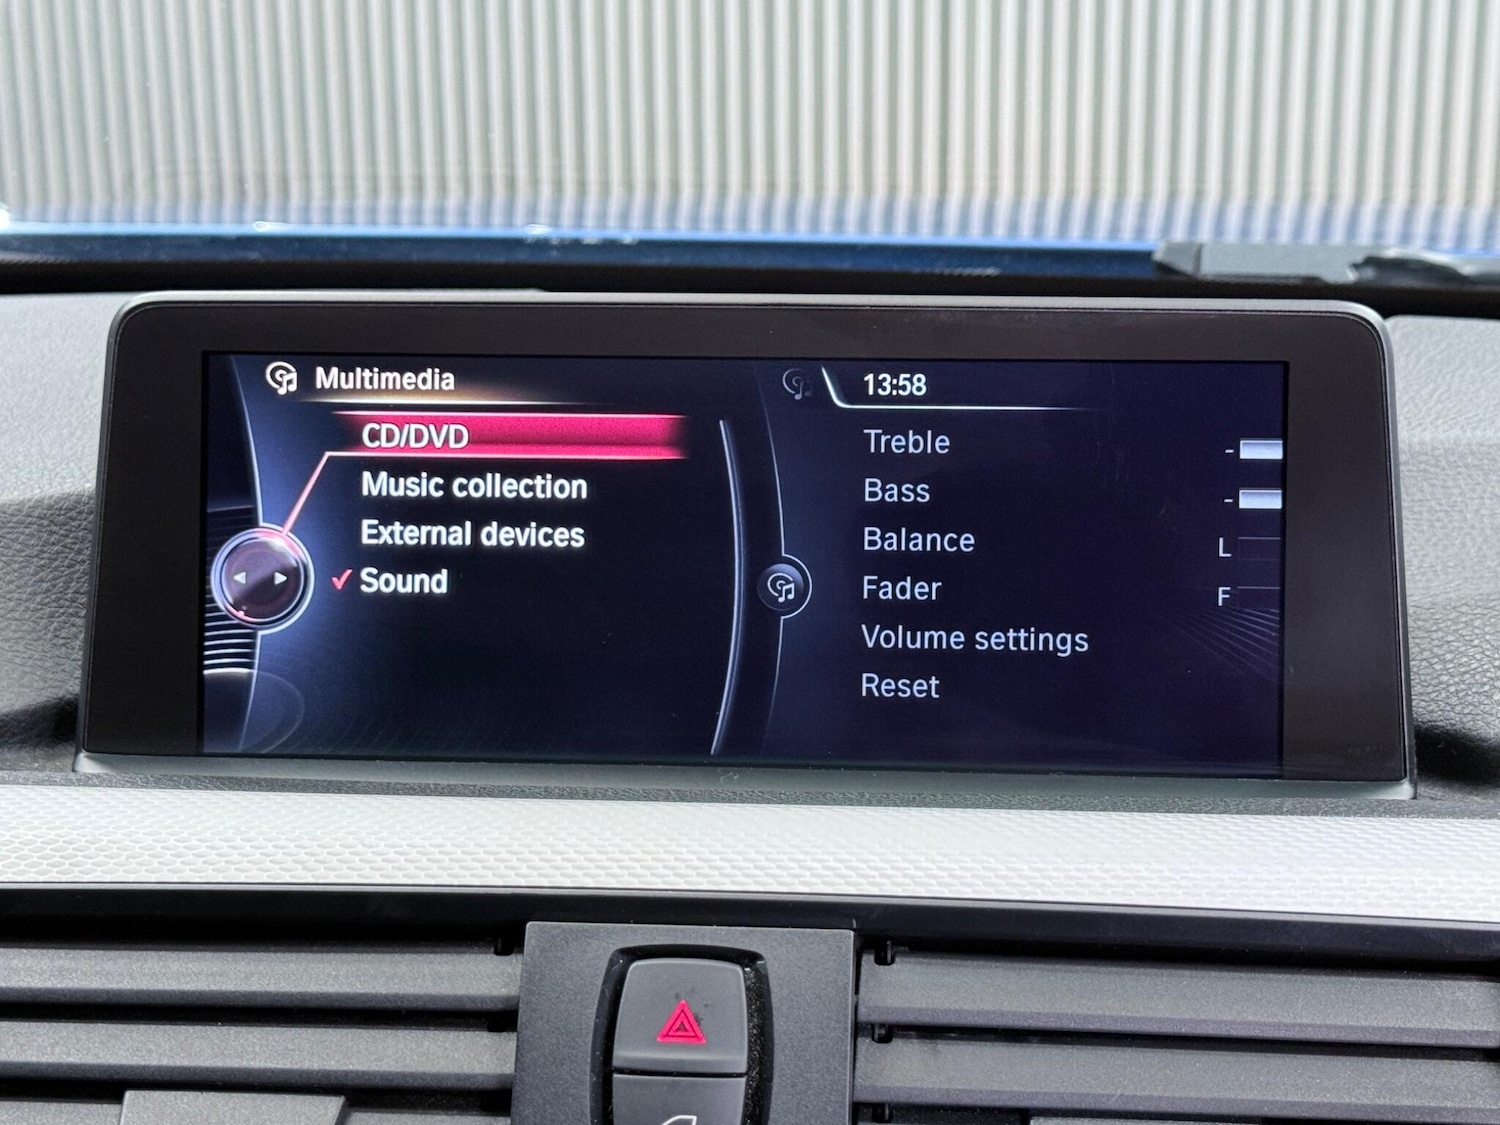 Multimedia
CD/DVD
Music collection
External devices
Sound
13:58
Treble -
Bass -
Balance L
Fader F
Volume settings
Reset